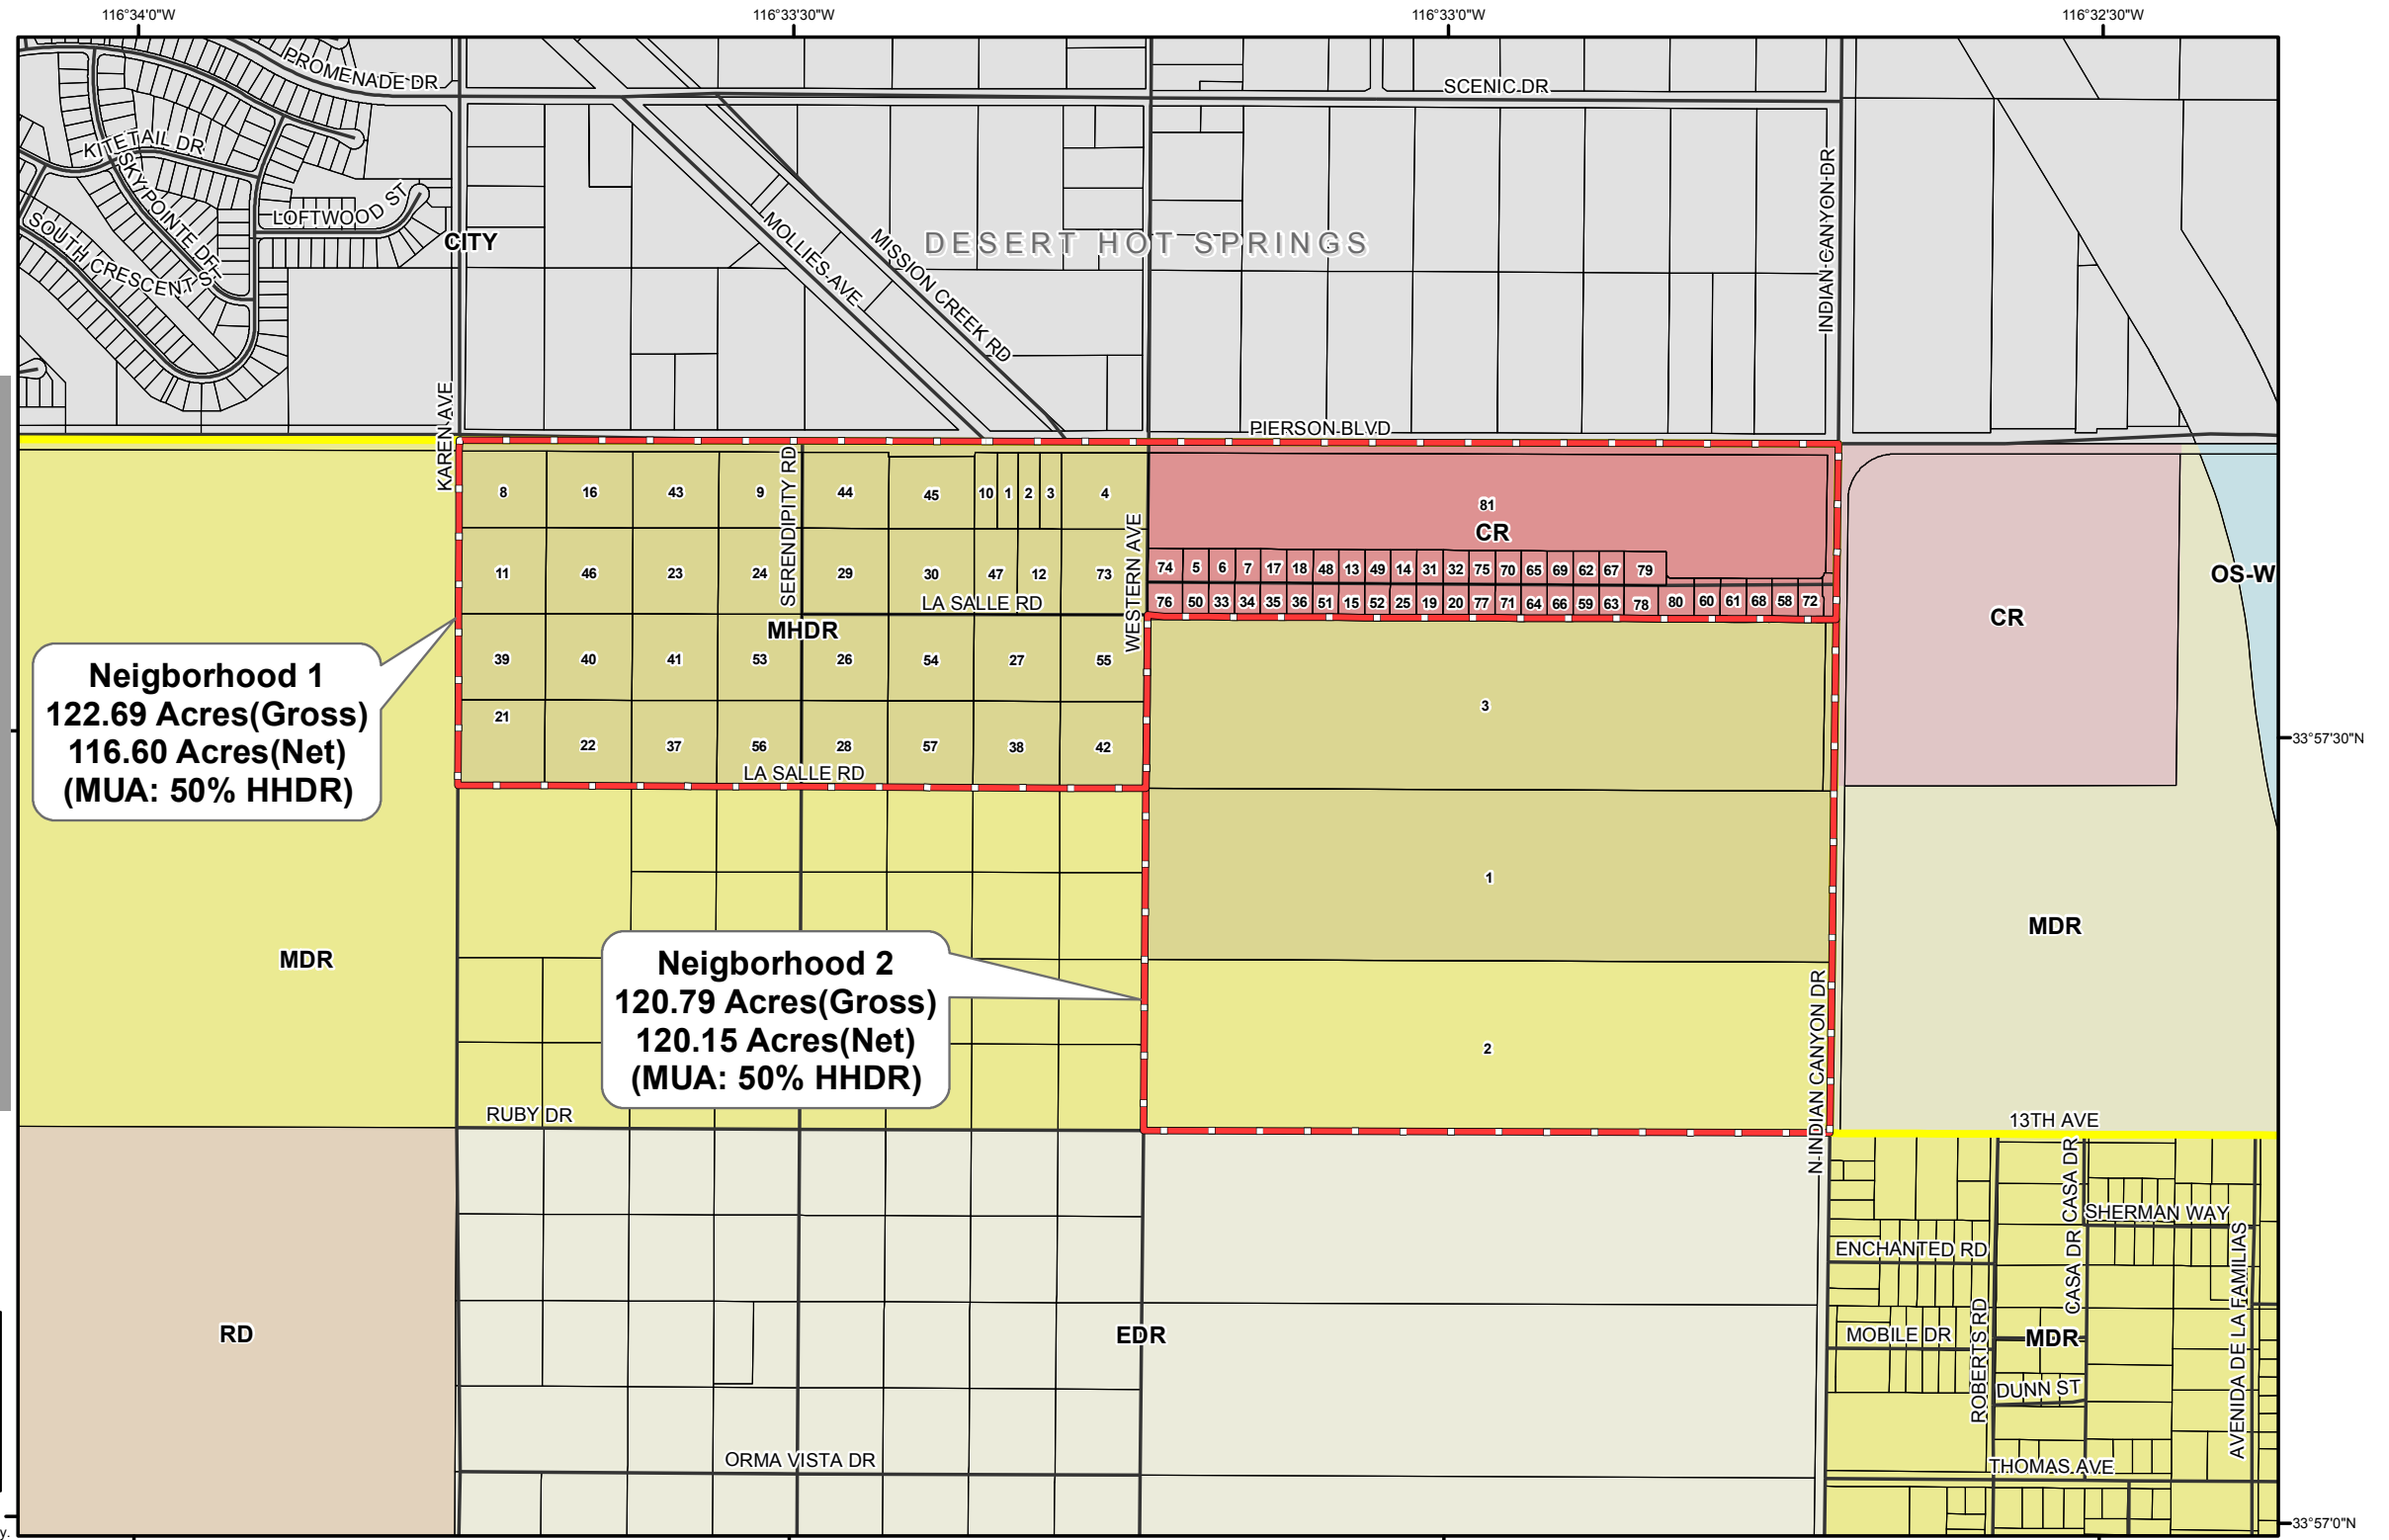 116°34'0"W
116°33'30"W
116°33'0"W
116°32'30"W
PROMENADE DR
SCENIC DR
KITETAIL DR
SKY POINTE DR
LOFTWOOD ST
SOUTH CRESCENT ST
CITY
MOLLIES AVE
MISSION CREEK RD
DESERT HOT SPRINGS
INDIAN CANYON DR
KAREN AVE
PIERSON BLVD
8 16 43 9 44 45 10 1 2 3 4
SERENDIPITY RD
WESTERN AVE
81
CR
11 46 23 24 29 30 47 12 73
74 5 6 7 17 18 48 13 49 14 31 32 75 70 65 69 62 67 79
76 50 33 34 35 36 51 15 52 25 19 20 77 71 64 66 59 63 78 80 60 61 68 58 72
OS-W
CR
LA SALLE RD
MHDR
39 40 41 53 26 54 27 55
Neigborhood 1
122.69 Acres(Gross)
116.60 Acres(Net)
(MUA: 50% HHDR)
3
21
22 37 56 28 57 38 42
LA SALLE RD
33°57'30"N
1
MDR
MDR
Neigborhood 2
120.79 Acres(Gross)
120.15 Acres(Net)
(MUA: 50% HHDR)
2
N INDIAN CANYON DR
RUBY DR
13TH AVE
CASA DR
SHERMAN WAY
ENCHANTED RD
CASA DR
AVENIDA DE LA FAMILIAS
RD
EDR
MOBILE DR
ROBERTS RD
MDR
DUNN ST
ORMA VISTA DR
THOMAS AVE
33°57'0"N
y.